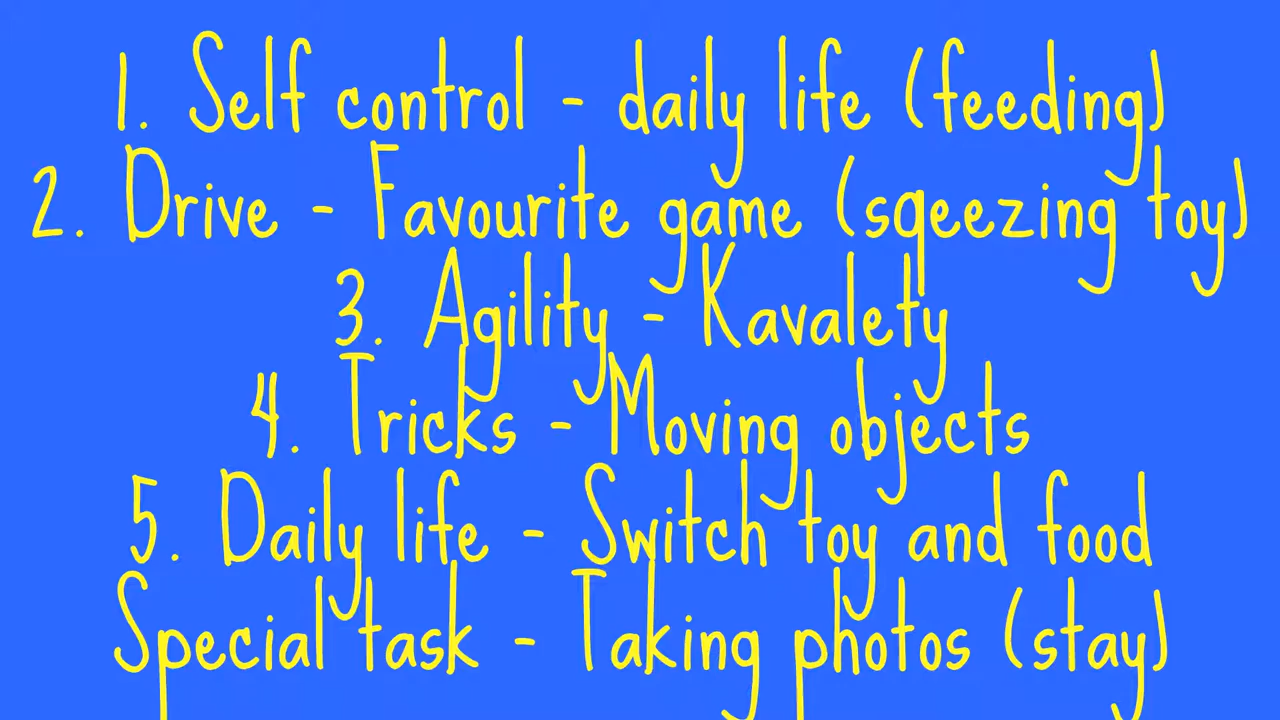 1. Self control - daily life (feeding)
2. Drive - Favourite game (sqeezing toy)
3. Agility - Kavalety
4. Tricks - Moving objects
5. Daily life - Switch toy and food
Special task - Taking photos (stay)